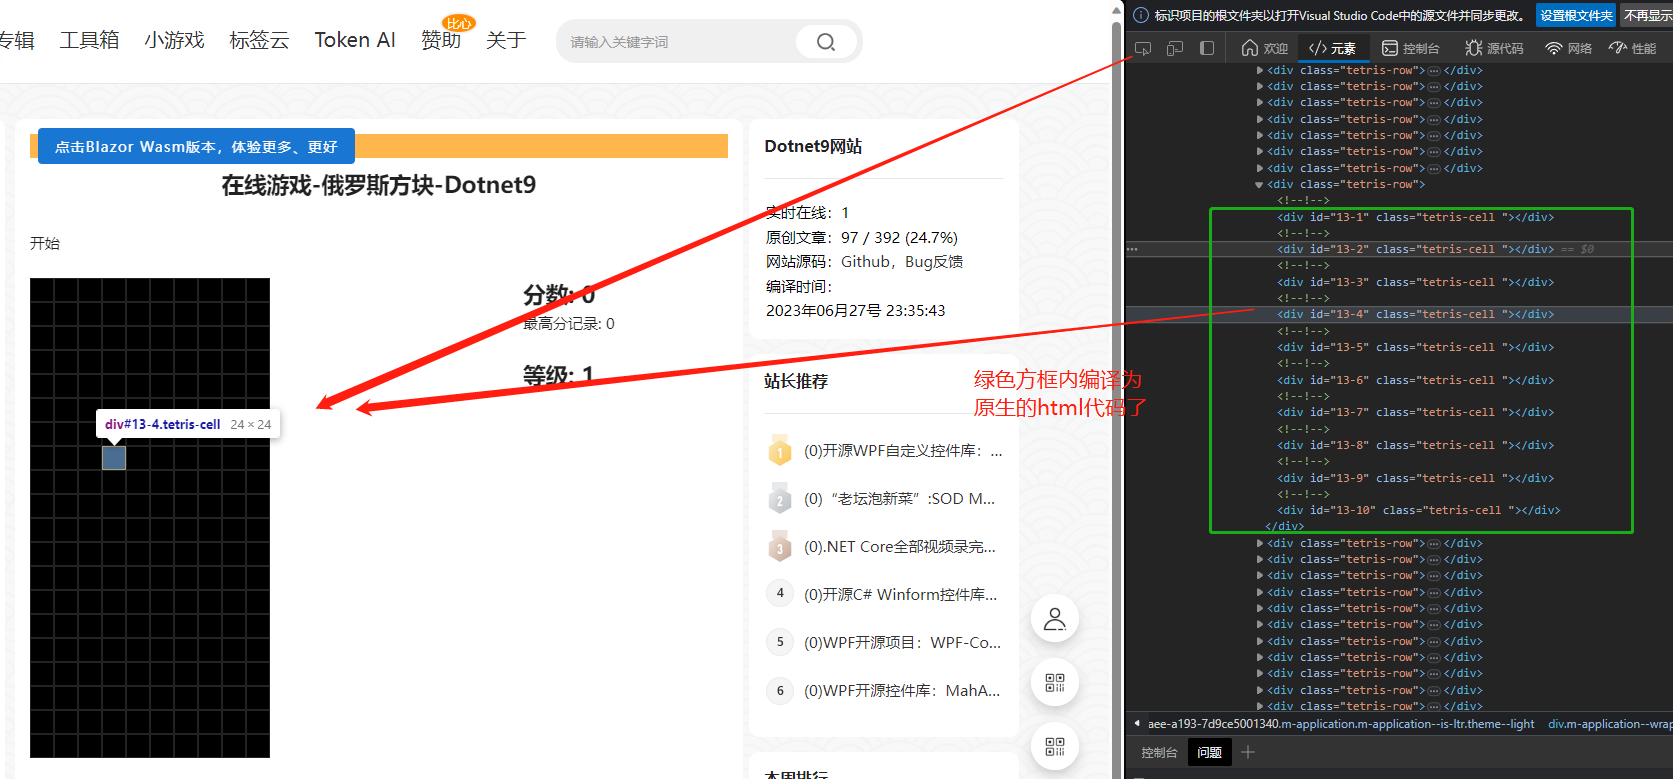 专辑 工具箱 小游戏 标签云 Token AI 赞助 关于
比心
请输入关键字词
点击Blazor Wasm版本，体验更多、更好
在线游戏-俄罗斯方块-Dotnet9
开始
分数: 0
最高分记录: 0
等级: 1
div#13-4.tetris-cell 24 × 24
Dotnet9网站
实时在线：1
原创文章：97 / 392 (24.7%)
网站源码：Github，Bug反馈
编译时间：
2023年06月27号 23:35:43
站长推荐
1 (0)开源WPF自定义控件库：...
2 (0)“老坛泡新菜”:SOD M...
3 (0).NET Core全部视频录完...
4 (0)开源C# Winform控件库...
5 (0)WPF开源项目：WPF-Co...
6 (0)WPF开源控件库：MahA...
本周排行
绿色方框内编译为
原生的html代码了
标识项目的根文件夹以打开Visual Studio Code中的源文件并同步更改。 设置根文件夹 不再显示
欢迎 </> 元素 控制台 源代码 网络 性能
<div class="tetris-row">…</div>
<div class="tetris-row">…</div>
<div class="tetris-row">…</div>
<div class="tetris-row">…</div>
<div class="tetris-row">…</div>
<div class="tetris-row">…</div>
<div class="tetris-row">…</div>
<div class="tetris-row">
<!--!-->
<div id="13-1" class="tetris-cell "></div>
<!--!-->
<div id="13-2" class="tetris-cell "></div> == $0
<!--!-->
<div id="13-3" class="tetris-cell "></div>
<!--!-->
<div id="13-4" class="tetris-cell "></div>
<!--!-->
<div id="13-5" class="tetris-cell "></div>
<!--!-->
<div id="13-6" class="tetris-cell "></div>
<!--!-->
<div id="13-7" class="tetris-cell "></div>
<!--!-->
<div id="13-8" class="tetris-cell "></div>
<!--!-->
<div id="13-9" class="tetris-cell "></div>
<!--!-->
<div id="13-10" class="tetris-cell "></div>
</div>
<div class="tetris-row">…</div>
<div class="tetris-row">…</div>
<div class="tetris-row">…</div>
<div class="tetris-row">…</div>
<div class="tetris-row">…</div>
<div class="tetris-row">…</div>
<div class="tetris-row">…</div>
<div class="tetris-row">…</div>
<div class="tetris-row">…</div>
<div class="tetris-row">…</div>
<div class="tetris-row">…</div>
aee-a193-7d9ce5001340.m-application.m-application--is-ltr.theme--light div.m-application--wrap
控制台 问题